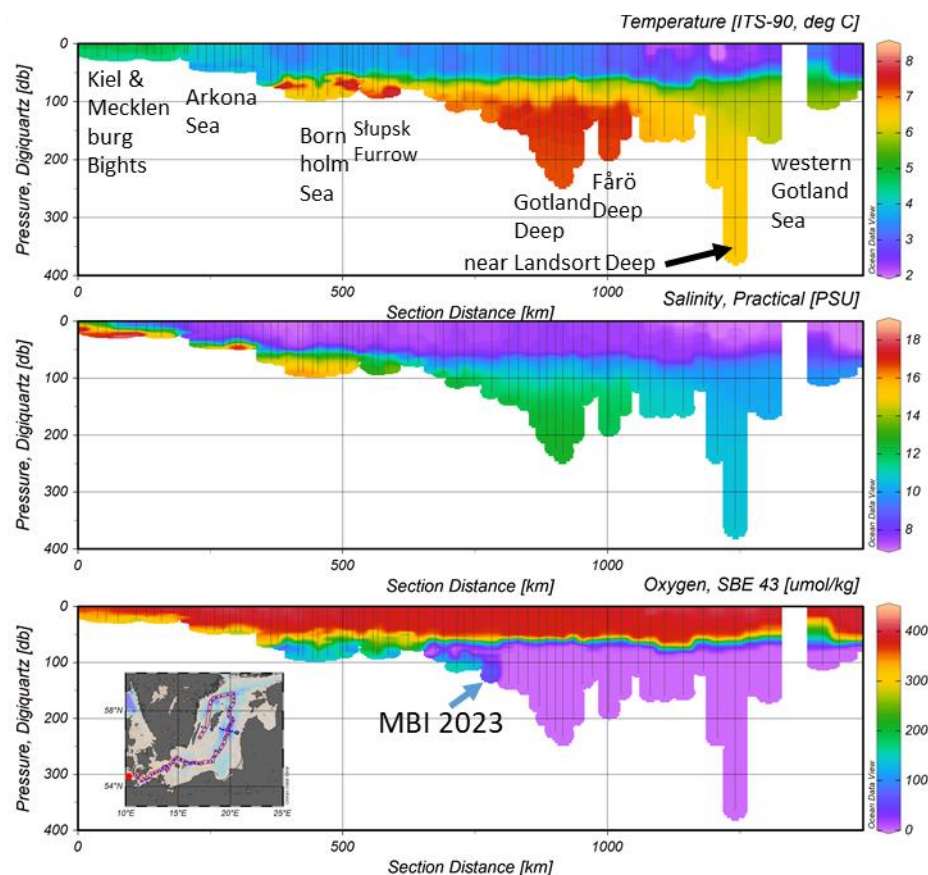 Temperature [ITS-90, deg C]
Pressure, Digiquartz [db]
0
100
200
300
400
Kiel &
Mecklen
burg
Bights
Arkona
Sea
Born
holm
Sea
Słupsk
Furrow
Gotland
Deep
Fårö
Deep
near Landsort Deep
western
Gotland
Sea
8
7
6
5
4
3
2
Ocean Data View
0
500
1000
Section Distance [km]
Salinity, Practical [PSU]
Pressure, Digiquartz [db]
0
100
200
300
400
18
16
14
12
10
8
Ocean Data View
0
500
1000
Section Distance [km]
Oxygen, SBE 43 [umol/kg]
Pressure, Digiquartz [db]
0
100
200
300
400
MBI 2023
58°N
54°N
10°E
15°E
20°E
25°E
400
300
200
100
0
Ocean Data View
0
500
1000
Section Distance [km]